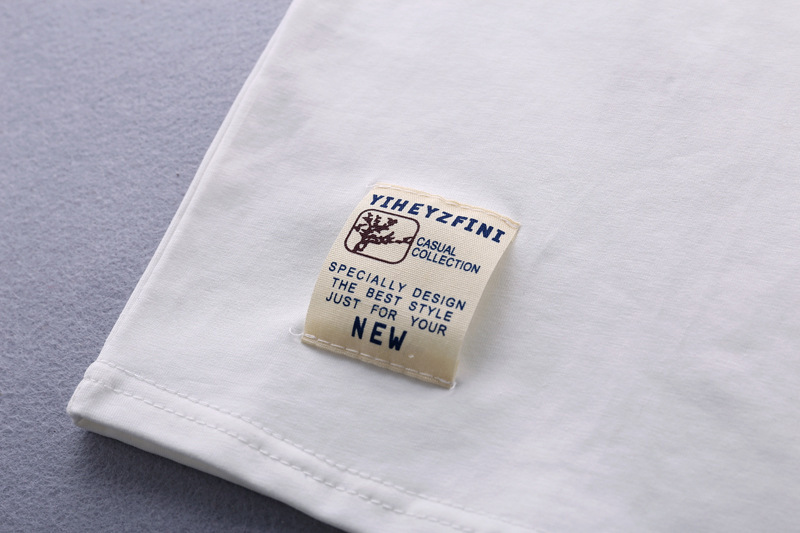 YIHEYZFINI
CASUAL
COLLECTION
SPECIALLY DESIGN
THE BEST STYLE
JUST FOR YOUR
NEW